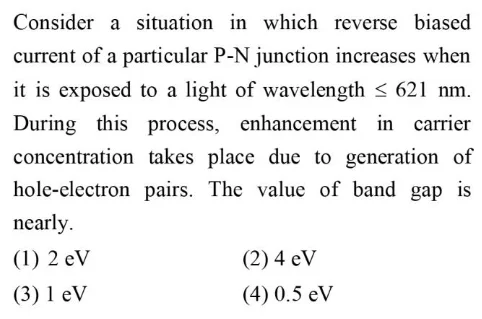 Consider a situation in which reverse biased
current of a particular P-N junction increases when
it is exposed to a light of wavelength ≤ 621 nm.
During this process, enhancement in carrier
concentration takes place due to generation of
hole-electron pairs. The value of band gap is
nearly.
(1) 2 eV (2) 4 eV
(3) 1 eV (4) 0.5 eV